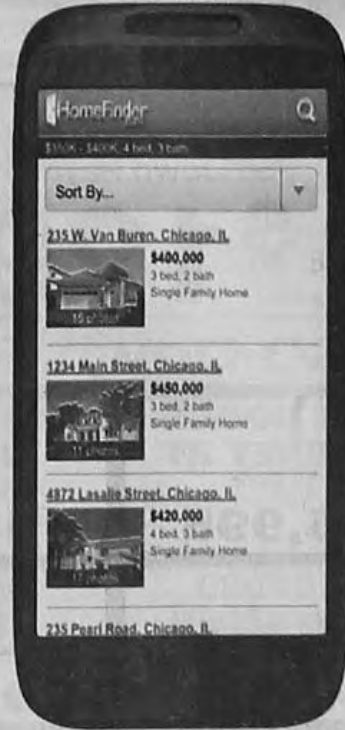 HomeFinder
$350K - $400K, 4 bed, 3 bath
Sort By...
235 W. Van Buren, Chicago, IL
$400,000
3 bed, 2 bath
Single Family Home
photos
1234 Main Street, Chicago, IL
$450,000
3 bed, 2 bath
Single Family Home
11 photos
4872 Lasalle Street, Chicago, IL
$420,000
4 bed, 3 bath
Single Family Home
photos
235 Pearl Road, Chicago, IL